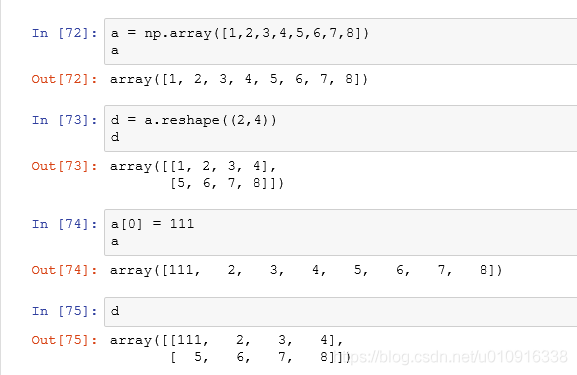 In [72]: a = np.array([1,2,3,4,5,6,7,8])
a
Out[72]: array([1, 2, 3, 4, 5, 6, 7, 8])
In [73]: d = a.reshape((2,4))
d
Out[73]: array([[1, 2, 3, 4],
[5, 6, 7, 8]])
In [74]: a[0] = 111
a
Out[74]: array([111,   2,   3,   4,   5,   6,   7,   8])
In [75]: d
Out[75]: array([[111,   2,   3,   4],
[  5,   6,   7,   8]])
https://blog.csdn.net/u010916338